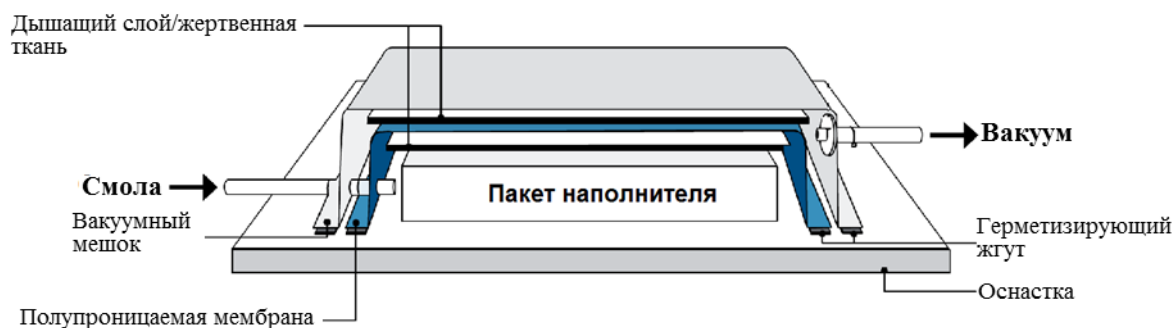 Дышащий слой/жертвенная
ткань
Вакуум
Смола
Пакет наполнителя
Вакуумный
мешок
Герметизирующий
жгут
Оснастка
Полупроницаемая мембрана